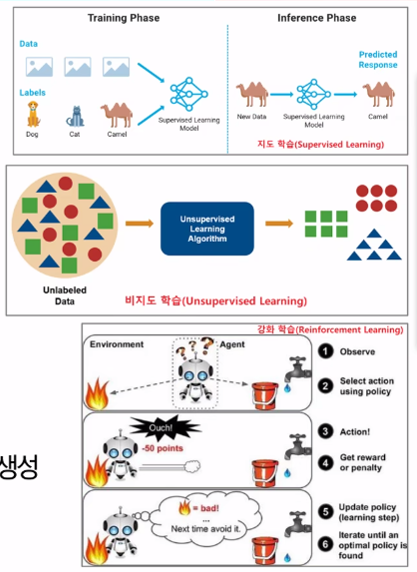 Training Phase
Inference Phase
Data
Labels
Dog
Cat
Camel
Supervised Learning
Model
Predicted
Response
New Data
Supervised Learning
Model
Camel
지도 학습(Supervised Learning)
Unlabeled
Data
Unsupervised
Learning
Algorithm
비지도 학습(Unsupervised Learning)
강화 학습(Reinforcement Learning)
Environment
Agent
? ? ?
1 Observe
2 Select action
using policy
생성
Ouch!
-50 points
3 Action!
4 Get reward
or penalty
= bad!
...
Next time avoid it.
5 Update policy
(learning step)
6 Iterate until an
optimal policy is
found